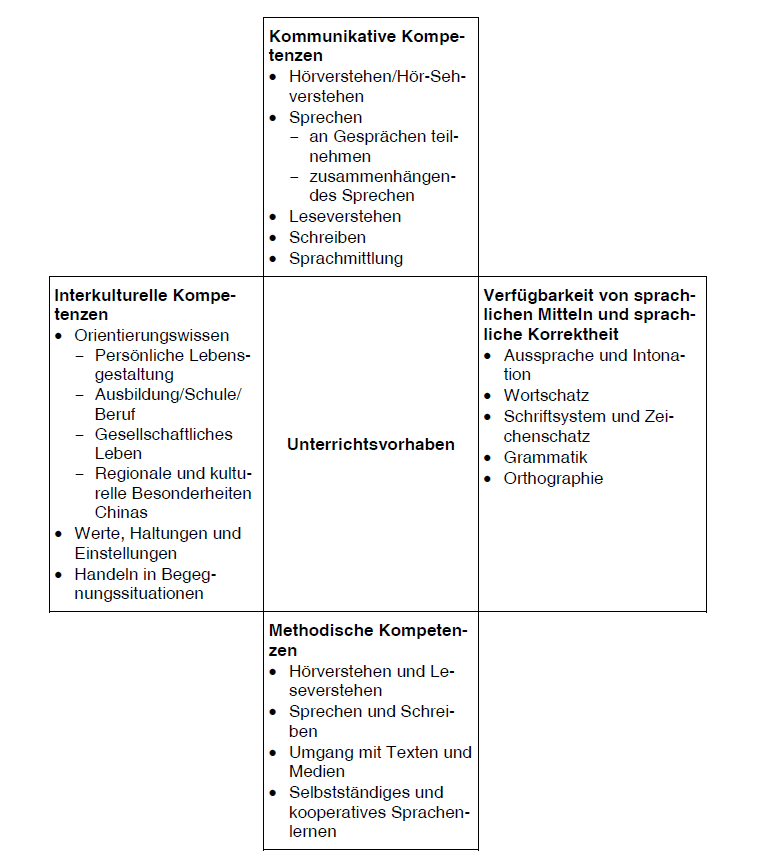 Kommunikative Kompe-
tenzen
• Hörverstehen/Hör-Seh-
verstehen
• Sprechen
– an Gesprächen teil-
nehmen
– zusammenhängen-
des Sprechen
• Leseverstehen
• Schreiben
• Sprachmittlung
Interkulturelle Kompe-
tenzen
• Orientierungswissen
– Persönliche Lebens-
gestaltung
– Ausbildung/Schule/
Beruf
– Gesellschaftliches
Leben
– Regionale und kultu-
relle Besonderheiten
Chinas
• Werte, Haltungen und
Einstellungen
• Handeln in Begeg-
nungssituationen
Unterrichtsvorhaben
Verfügbarkeit von sprach-
lichen Mitteln und sprach-
liche Korrektheit
• Aussprache und Intona-
tion
• Wortschatz
• Schriftsystem und Zei-
chenschatz
• Grammatik
• Orthographie
Methodische Kompeten-
zen
• Hörverstehen und Le-
severstehen
• Sprechen und Schrei-
ben
• Umgang mit Texten und
Medien
• Selbstständiges und
kooperatives Sprachen-
lernen